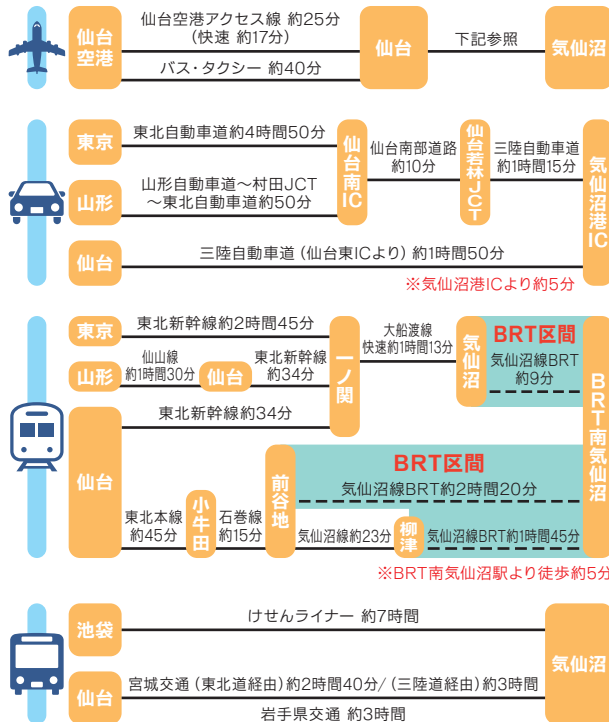 仙台空港アクセス線 約25分
(快速 約17分)
仙台
空港
仙台
下記参照
気仙沼
バス・タクシー 約40分
東京
東北自動車道約4時間50分
仙台南IC
仙台南部道路
約10分
仙台若林JCT
三陸自動車道
約1時間15分
気仙沼港IC
山形
山形自動車道～村田JCT
～東北自動車道約50分
仙台
三陸自動車道(仙台東ICより)約1時間50分
※気仙沼港ICより約5分
東京
東北新幹線約2時間45分
一ノ関
大船渡線
快速約1時間13分
気仙沼
BRT区間
気仙沼線BRT
約9分
BRT南気仙沼
山形
仙山線
約1時間30分
仙台
東北新幹線
約34分
仙台
東北新幹線約34分
BRT区間
前谷地
気仙沼線BRT約2時間20分
東北本線
約45分
小牛田
石巻線
約15分
気仙沼線約23分
柳津
気仙沼線BRT約1時間45分
※BRT南気仙沼駅より徒歩約5分
池袋
けせんライナー 約7時間
気仙沼
仙台
宮城交通(東北道経由)約2時間40分/(三陸道経由)約3時間
岩手県交通 約3時間